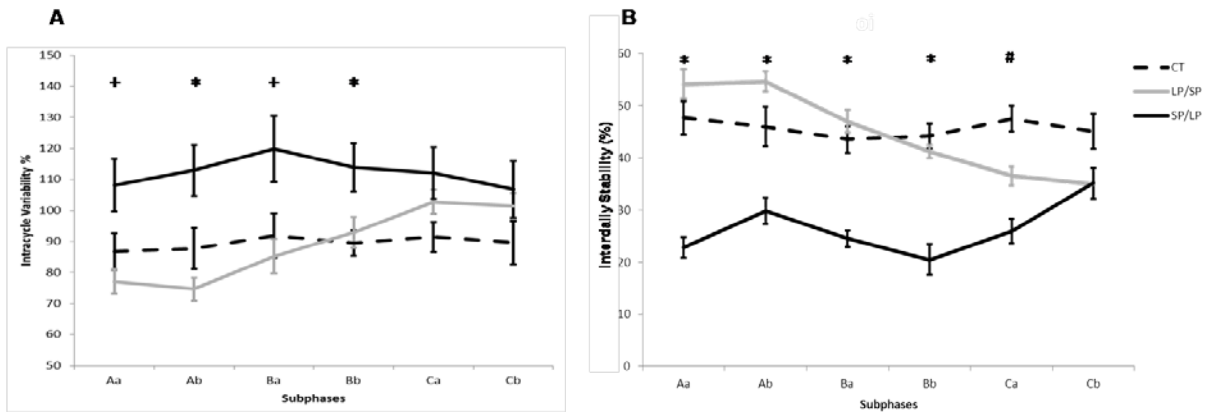 A
150
140
130
120
110
100
90
80
70
60
50
Intracycle Variability %
+ * + *
Aa Ab Ba Bb Ca Cb
Subphases
B
60
50
40
30
20
10
0
Interdaily Stability (%)
* * * * #
Aa Ab Ba Bb Ca Cb
Subphases
CT
LP/SP
SP/LP